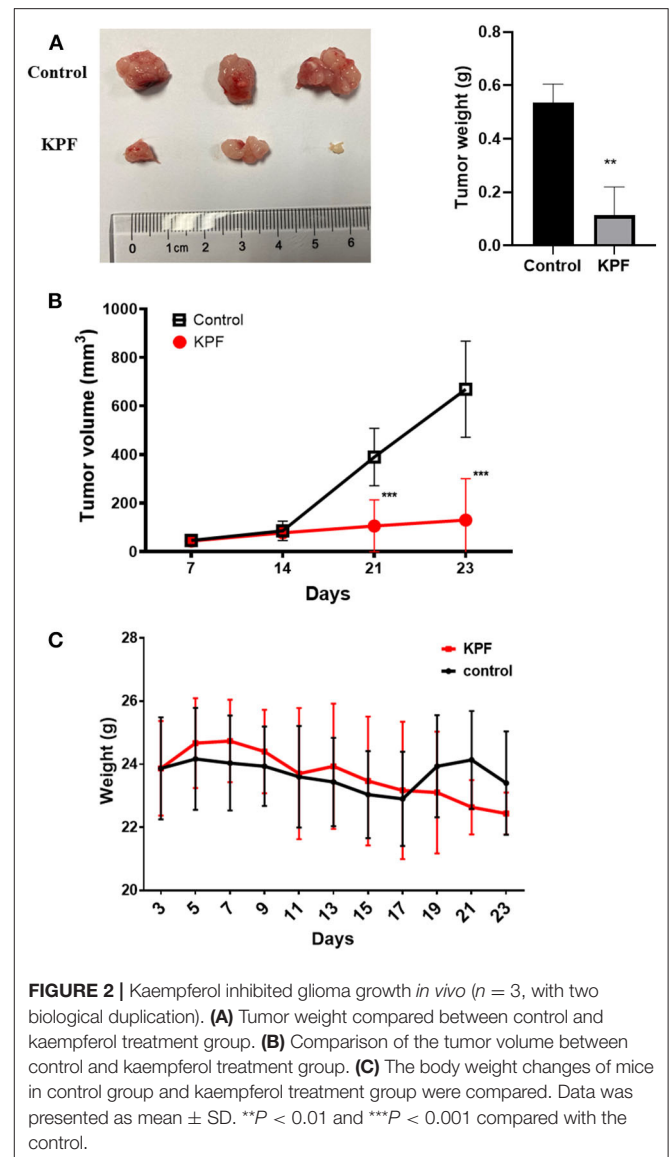 A
Control
KPF
0 1cm 2 3 4 5 6
Tumor weight (g)
0.8
0.6
0.4
0.2
0.0
**
Control KPF
B
Tumor volume (mm³)
1000
800
600
400
200
0
Control
KPF
***
***
7 14 21 23
Days
C
Weight (g)
28
26
24
22
20
KPF
control
3 5 7 9 11 13 15 17 19 21 23
Days
FIGURE 2 | Kaempferol inhibited glioma growth in vivo (n = 3, with two
biological duplication). (A) Tumor weight compared between control and
kaempferol treatment group. (B) Comparison of the tumor volume between
control and kaempferol treatment group. (C) The body weight changes of mice
in control group and kaempferol treatment group were compared. Data was
presented as mean ± SD. **P < 0.01 and ***P < 0.001 compared with the
control.